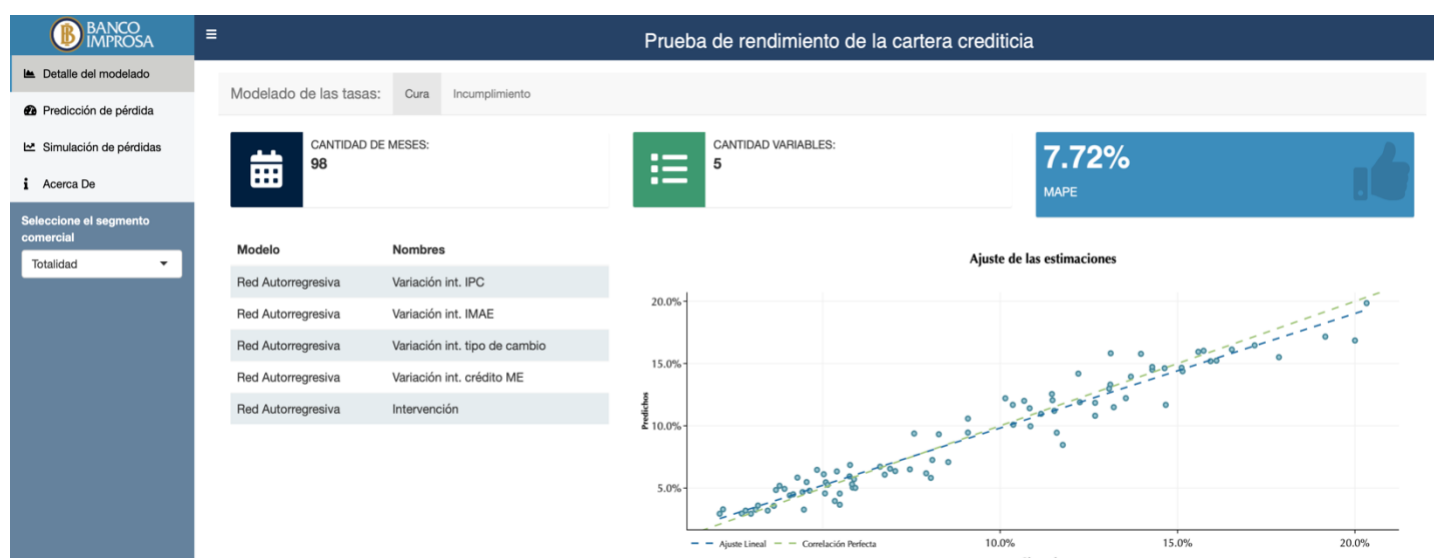 BANCO
IMPROSA
Prueba de rendimiento de la cartera crediticia
Detalle del modelado
Predicción de pérdida
Simulación de pérdidas
Acerca De
Seleccione el segmento
comercial
Totalidad
Modelado de las tasas: Cura Incumplimiento
CANTIDAD DE MESES:
98
CANTIDAD VARIABLES:
5
7.72%
MAPE
Modelo Nombres
Red Autorregresiva Variación int. IPC
Red Autorregresiva Variación int. IMAE
Red Autorregresiva Variación int. tipo de cambio
Red Autorregresiva Variación int. crédito ME
Red Autorregresiva Intervención
Ajuste de las estimaciones
Predichos
20.0%
15.0%
10.0%
5.0%
Ajuste Lineal Correlación Perfecta
10.0% 15.0% 20.0%